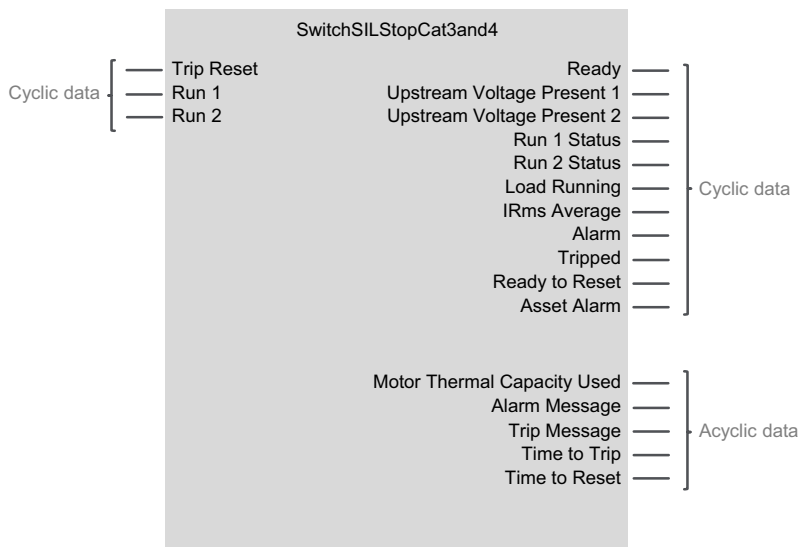 SwitchSILStopCat3and4
Cyclic data
Trip Reset
Run 1
Run 2
Ready
Upstream Voltage Present 1
Upstream Voltage Present 2
Run 1 Status
Run 2 Status
Load Running
IRms Average
Alarm
Tripped
Ready to Reset
Asset Alarm
Cyclic data
Motor Thermal Capacity Used
Alarm Message
Trip Message
Time to Trip
Time to Reset
Acyclic data